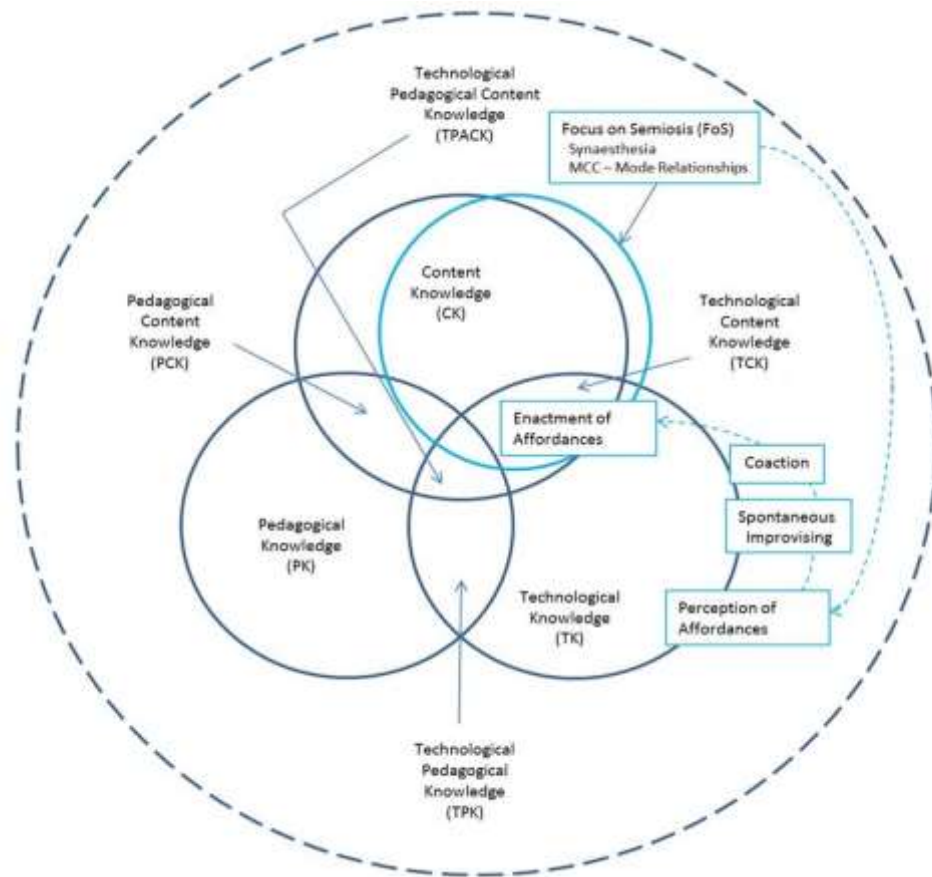 Technological
Pedagogical Content
Knowledge
(TPACK)
Focus on Semiosis (FoS)
Synaesthesia
MCC – Mode Relationships
Content
Knowledge
(CK)
Pedagogical
Content
Knowledge
(PCK)
Technological
Content
Knowledge
(TCK)
Enactment of
Affordances
Coaction
Spontaneous
Improvising
Pedagogical
Knowledge
(PK)
Technological
Knowledge
(TK)
Perception of
Affordances
Technological
Pedagogical
Knowledge
(TPK)